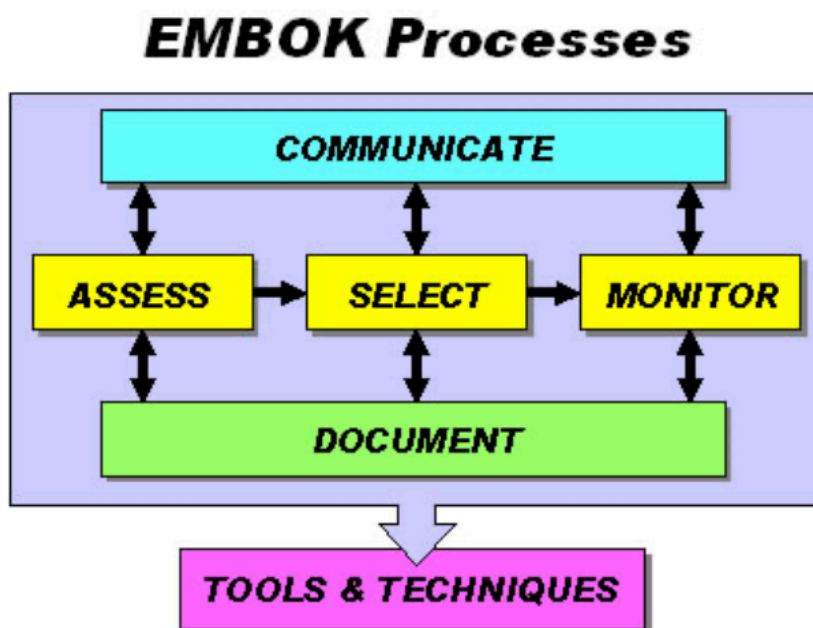 EMBOK Processes
COMMUNICATE
ASSESS
SELECT
MONITOR
DOCUMENT
TOOLS & TECHNIQUES